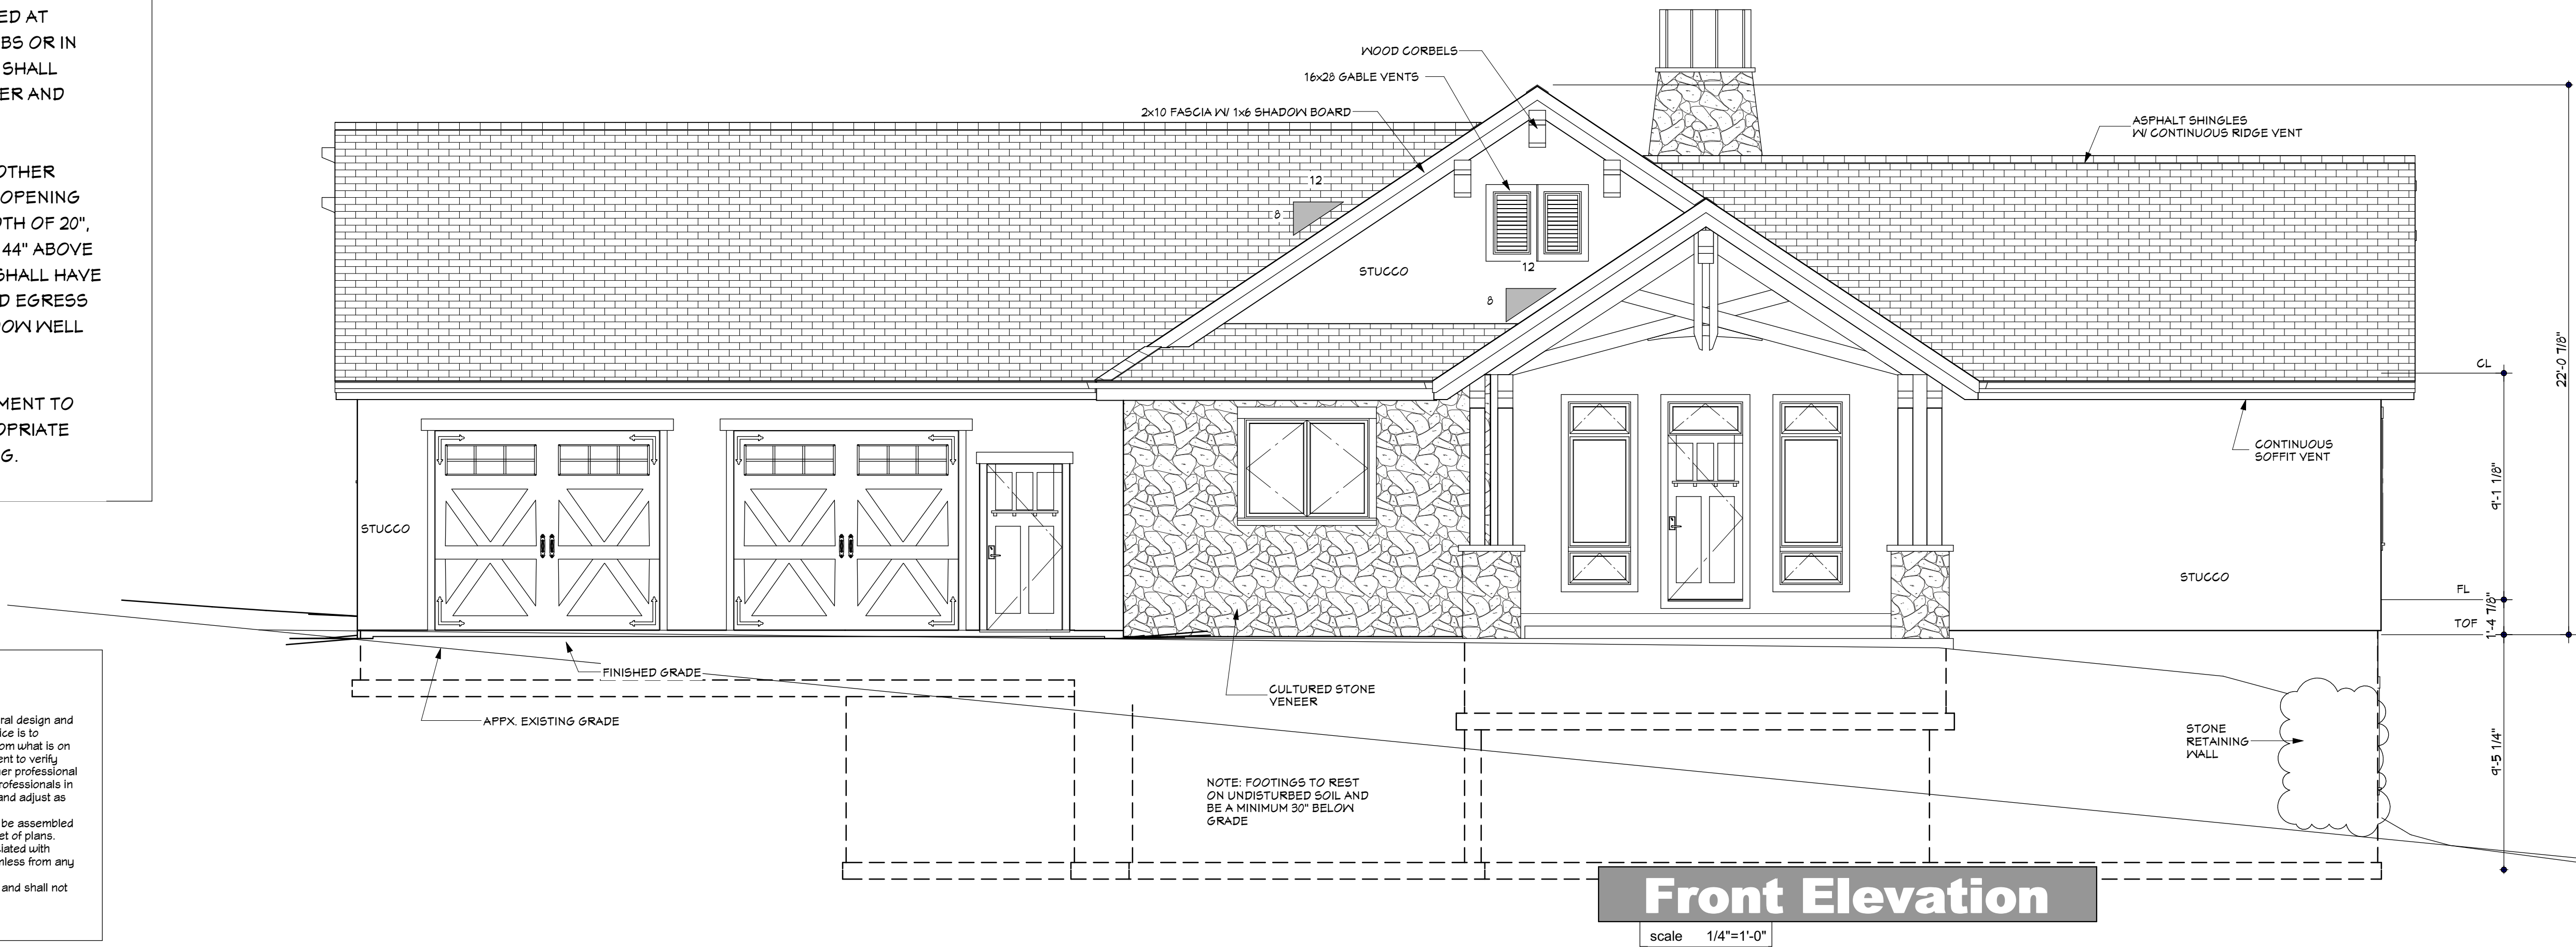 ED AT
BS OR IN
SHALL
ER AND
OTHER
OPENING
TH OF 20",
44" ABOVE
SHALL HAVE
D EGRESS
OW WELL
MENT TO
OPRIATE
G.
ral design and
ice is to
om what is on
ent to verify
er professional
rofessionals in
and adjust as
be assembled
et of plans.
iated with
nless from any
and shall not
WOOD CORBELS
16x28 GABLE VENTS
2x10 FASCIA W/ 1x6 SHADOW BOARD
ASPHALT SHINGLES
W/ CONTINUOUS RIDGE VENT
12
8
STUCCO
12
8
CL
22'-0 7/8"
CONTINUOUS
SOFFIT VENT
9'-1 1/8"
STUCCO
STUCCO
FL
1'-4 7/8"
TOF
FINISHED GRADE
APPX. EXISTING GRADE
CULTURED STONE
VENEER
STONE
RETAINING
WALL
9'-5 1/4"
NOTE: FOOTINGS TO REST
ON UNDISTURBED SOIL AND
BE A MINIMUM 30" BELOW
GRADE
Front Elevation
scale 1/4"=1'-0"